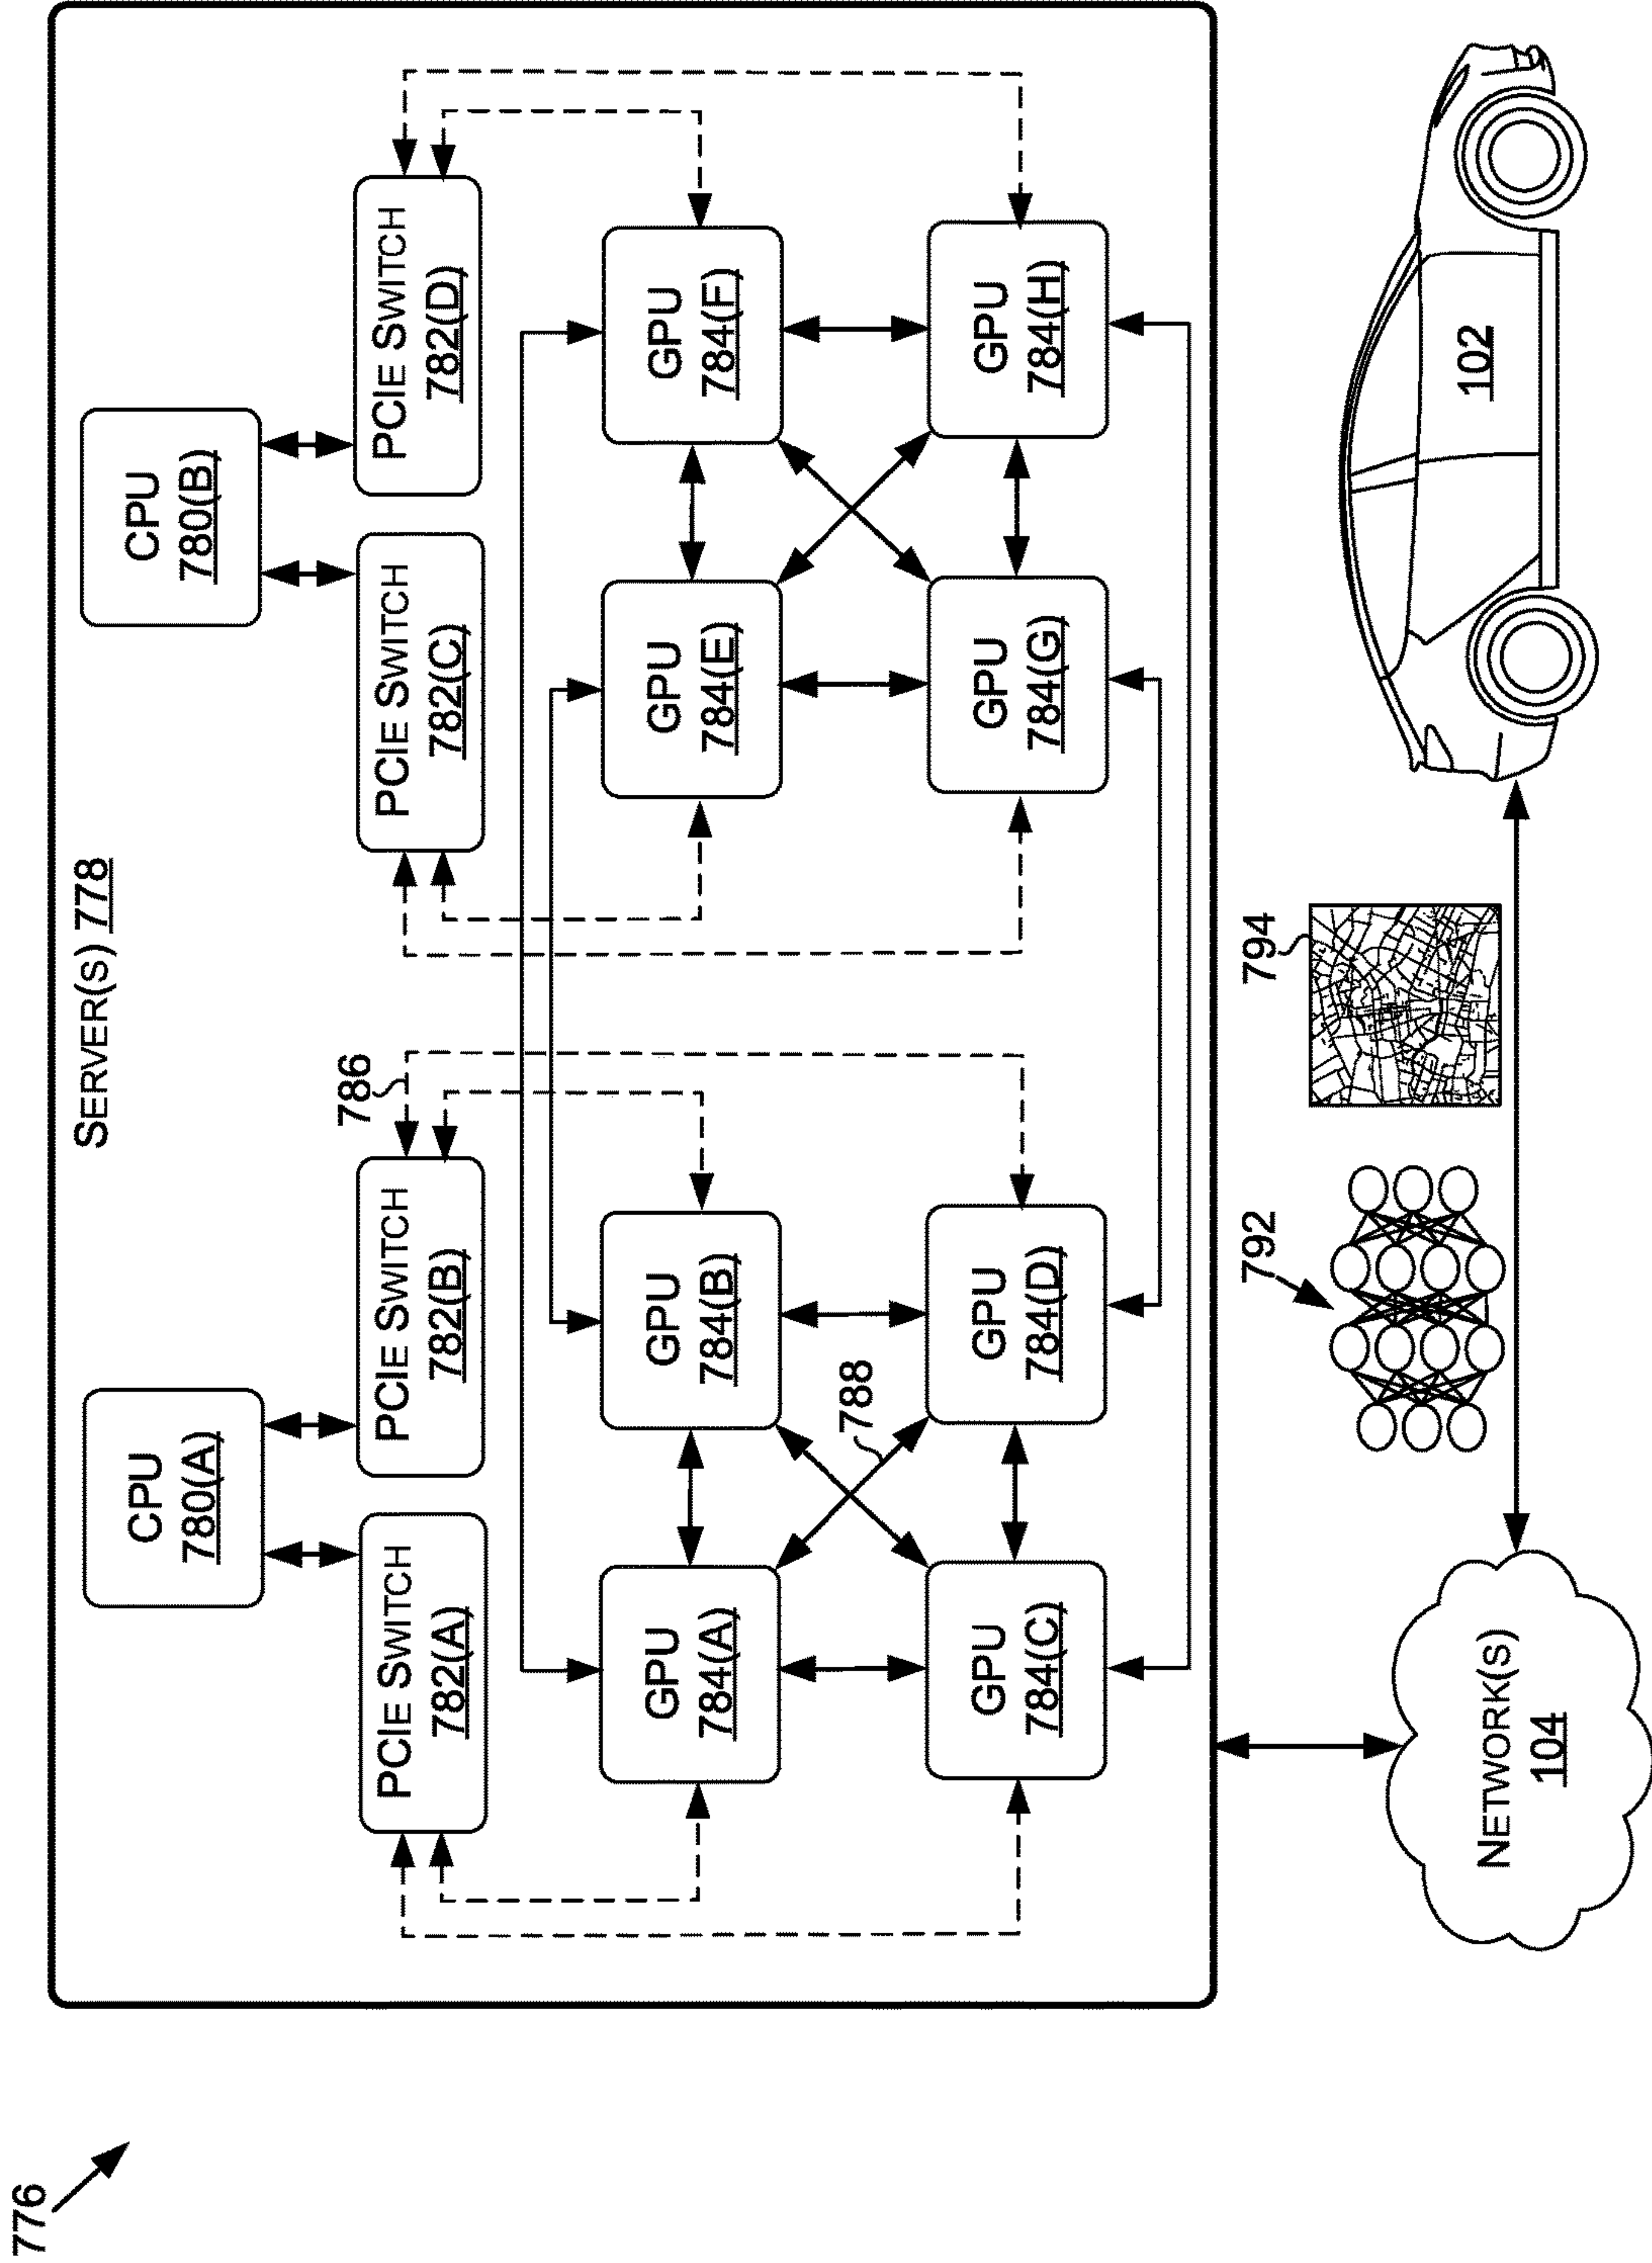 776
SERVER(S) 778
CPU
780(A)
CPU
780(B)
PCIE SWITCH
782(A)
PCIE SWITCH
782(B)
786
PCIE SWITCH
782(C)
PCIE SWITCH
782(D)
GPU
784(A)
GPU
784(B)
GPU
784(E)
GPU
784(F)
788
GPU
784(C)
GPU
784(D)
GPU
784(G)
GPU
784(H)
792
794
NETWORK(S)
104
102